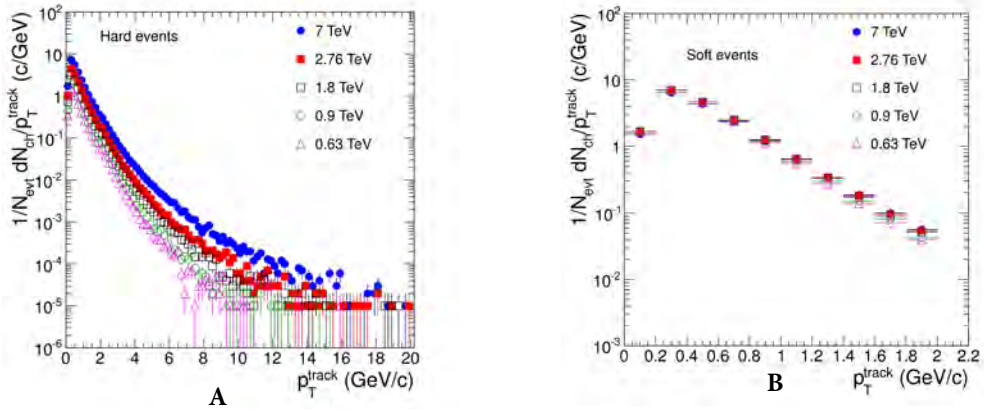 Hard events
7 TeV
2.76 TeV
1.8 TeV
0.9 TeV
0.63 TeV
1/N_evt dN_ch/p_T^track (c/GeV)
10^2
10
1
10^-1
10^-2
10^-3
10^-4
10^-5
10^-6
0 2 4 6 8 10 12 14 16 18 20
p_T^track (GeV/c)
A
Soft events
7 TeV
2.76 TeV
1.8 TeV
0.9 TeV
0.63 TeV
1/N_evt dN_ch/p_T^track (c/GeV)
10^2
10
1
10^-1
10^-2
10^-3
0 0.2 0.4 0.6 0.8 1 1.2 1.4 1.6 1.8 2 2.2
p_T^track (GeV/c)
B